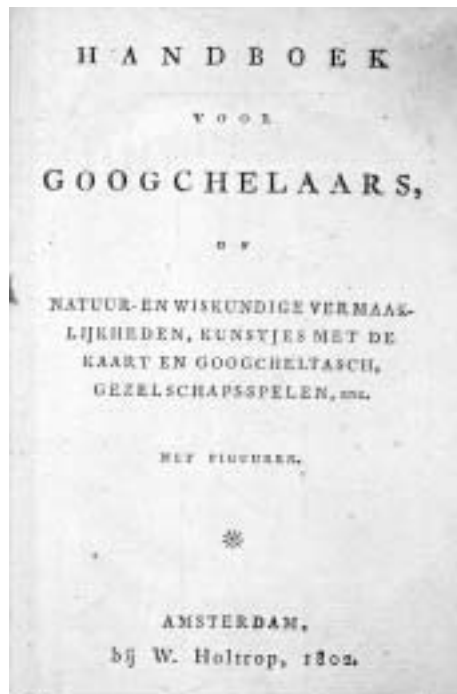 HANDBOEK
VOOR
GOOGCHELAARS,
OF
NATUUR-EN WISKUNDIGE VERMAAK-
LIJKHEDEN, KUNSTJES MET DE
KAART EN GOOGCHELTASCH,
GEZELSCHAPSSPELEN, ENZ.
MET FIGUUREN.
AMSTERDAM,
bij W. Holtrop, 1802.